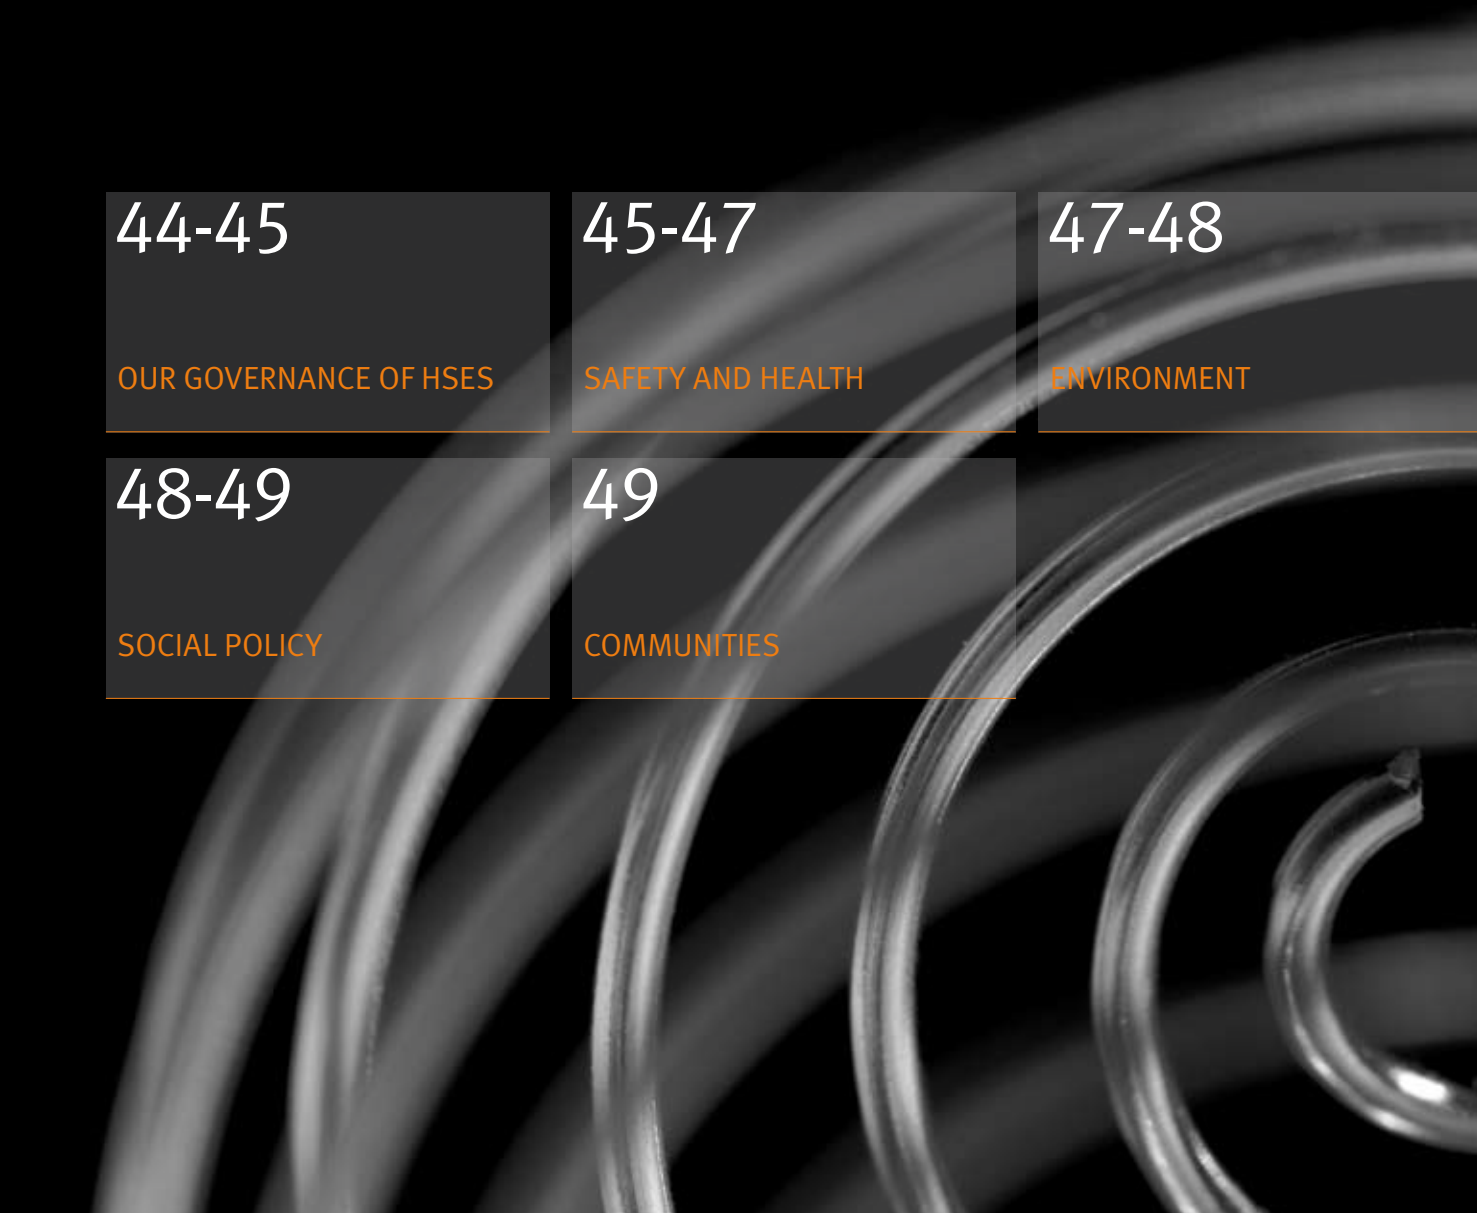 44-45
OUR GOVERNANCE OF HSES
45-47
SAFETY AND HEALTH
47-48
ENVIRONMENT
48-49
SOCIAL POLICY
49
COMMUNITIES